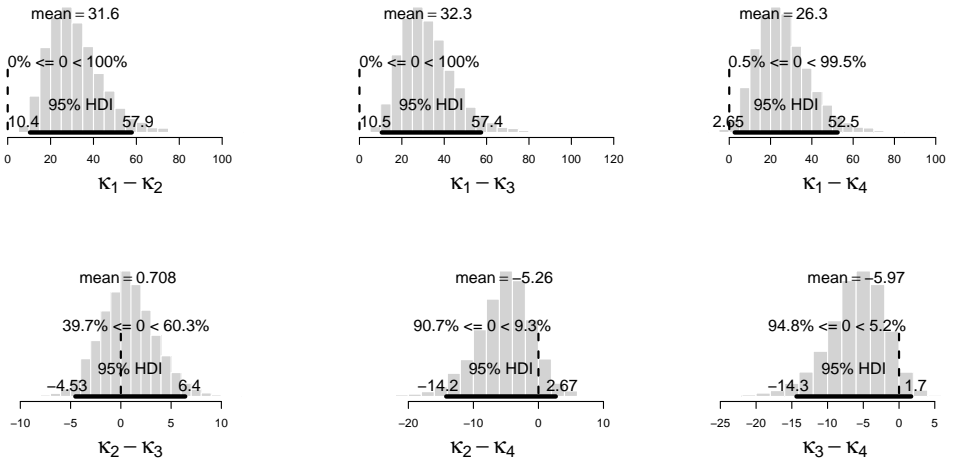 mean = 31.6
0% <= 0 < 100%
95% HDI
10.4 57.9
0 20 40 60 80 100
κ1 − κ2
mean = 32.3
0% <= 0 < 100%
95% HDI
10.5 57.4
0 20 40 60 80 100 120
κ1 − κ3
mean = 26.3
0.5% <= 0 < 99.5%
95% HDI
2.65 52.5
0 20 40 60 80 100
κ1 − κ4
mean = 0.708
39.7% <= 0 < 60.3%
95% HDI
−4.53 6.4
−10 −5 0 5 10
κ2 − κ3
mean = −5.26
90.7% <= 0 < 9.3%
95% HDI
−14.2 2.67
−20 −10 0 10
κ2 − κ4
mean = −5.97
94.8% <= 0 < 5.2%
95% HDI
−14.3 1.7
−25 −20 −15 −10 −5 0 5
κ3 − κ4